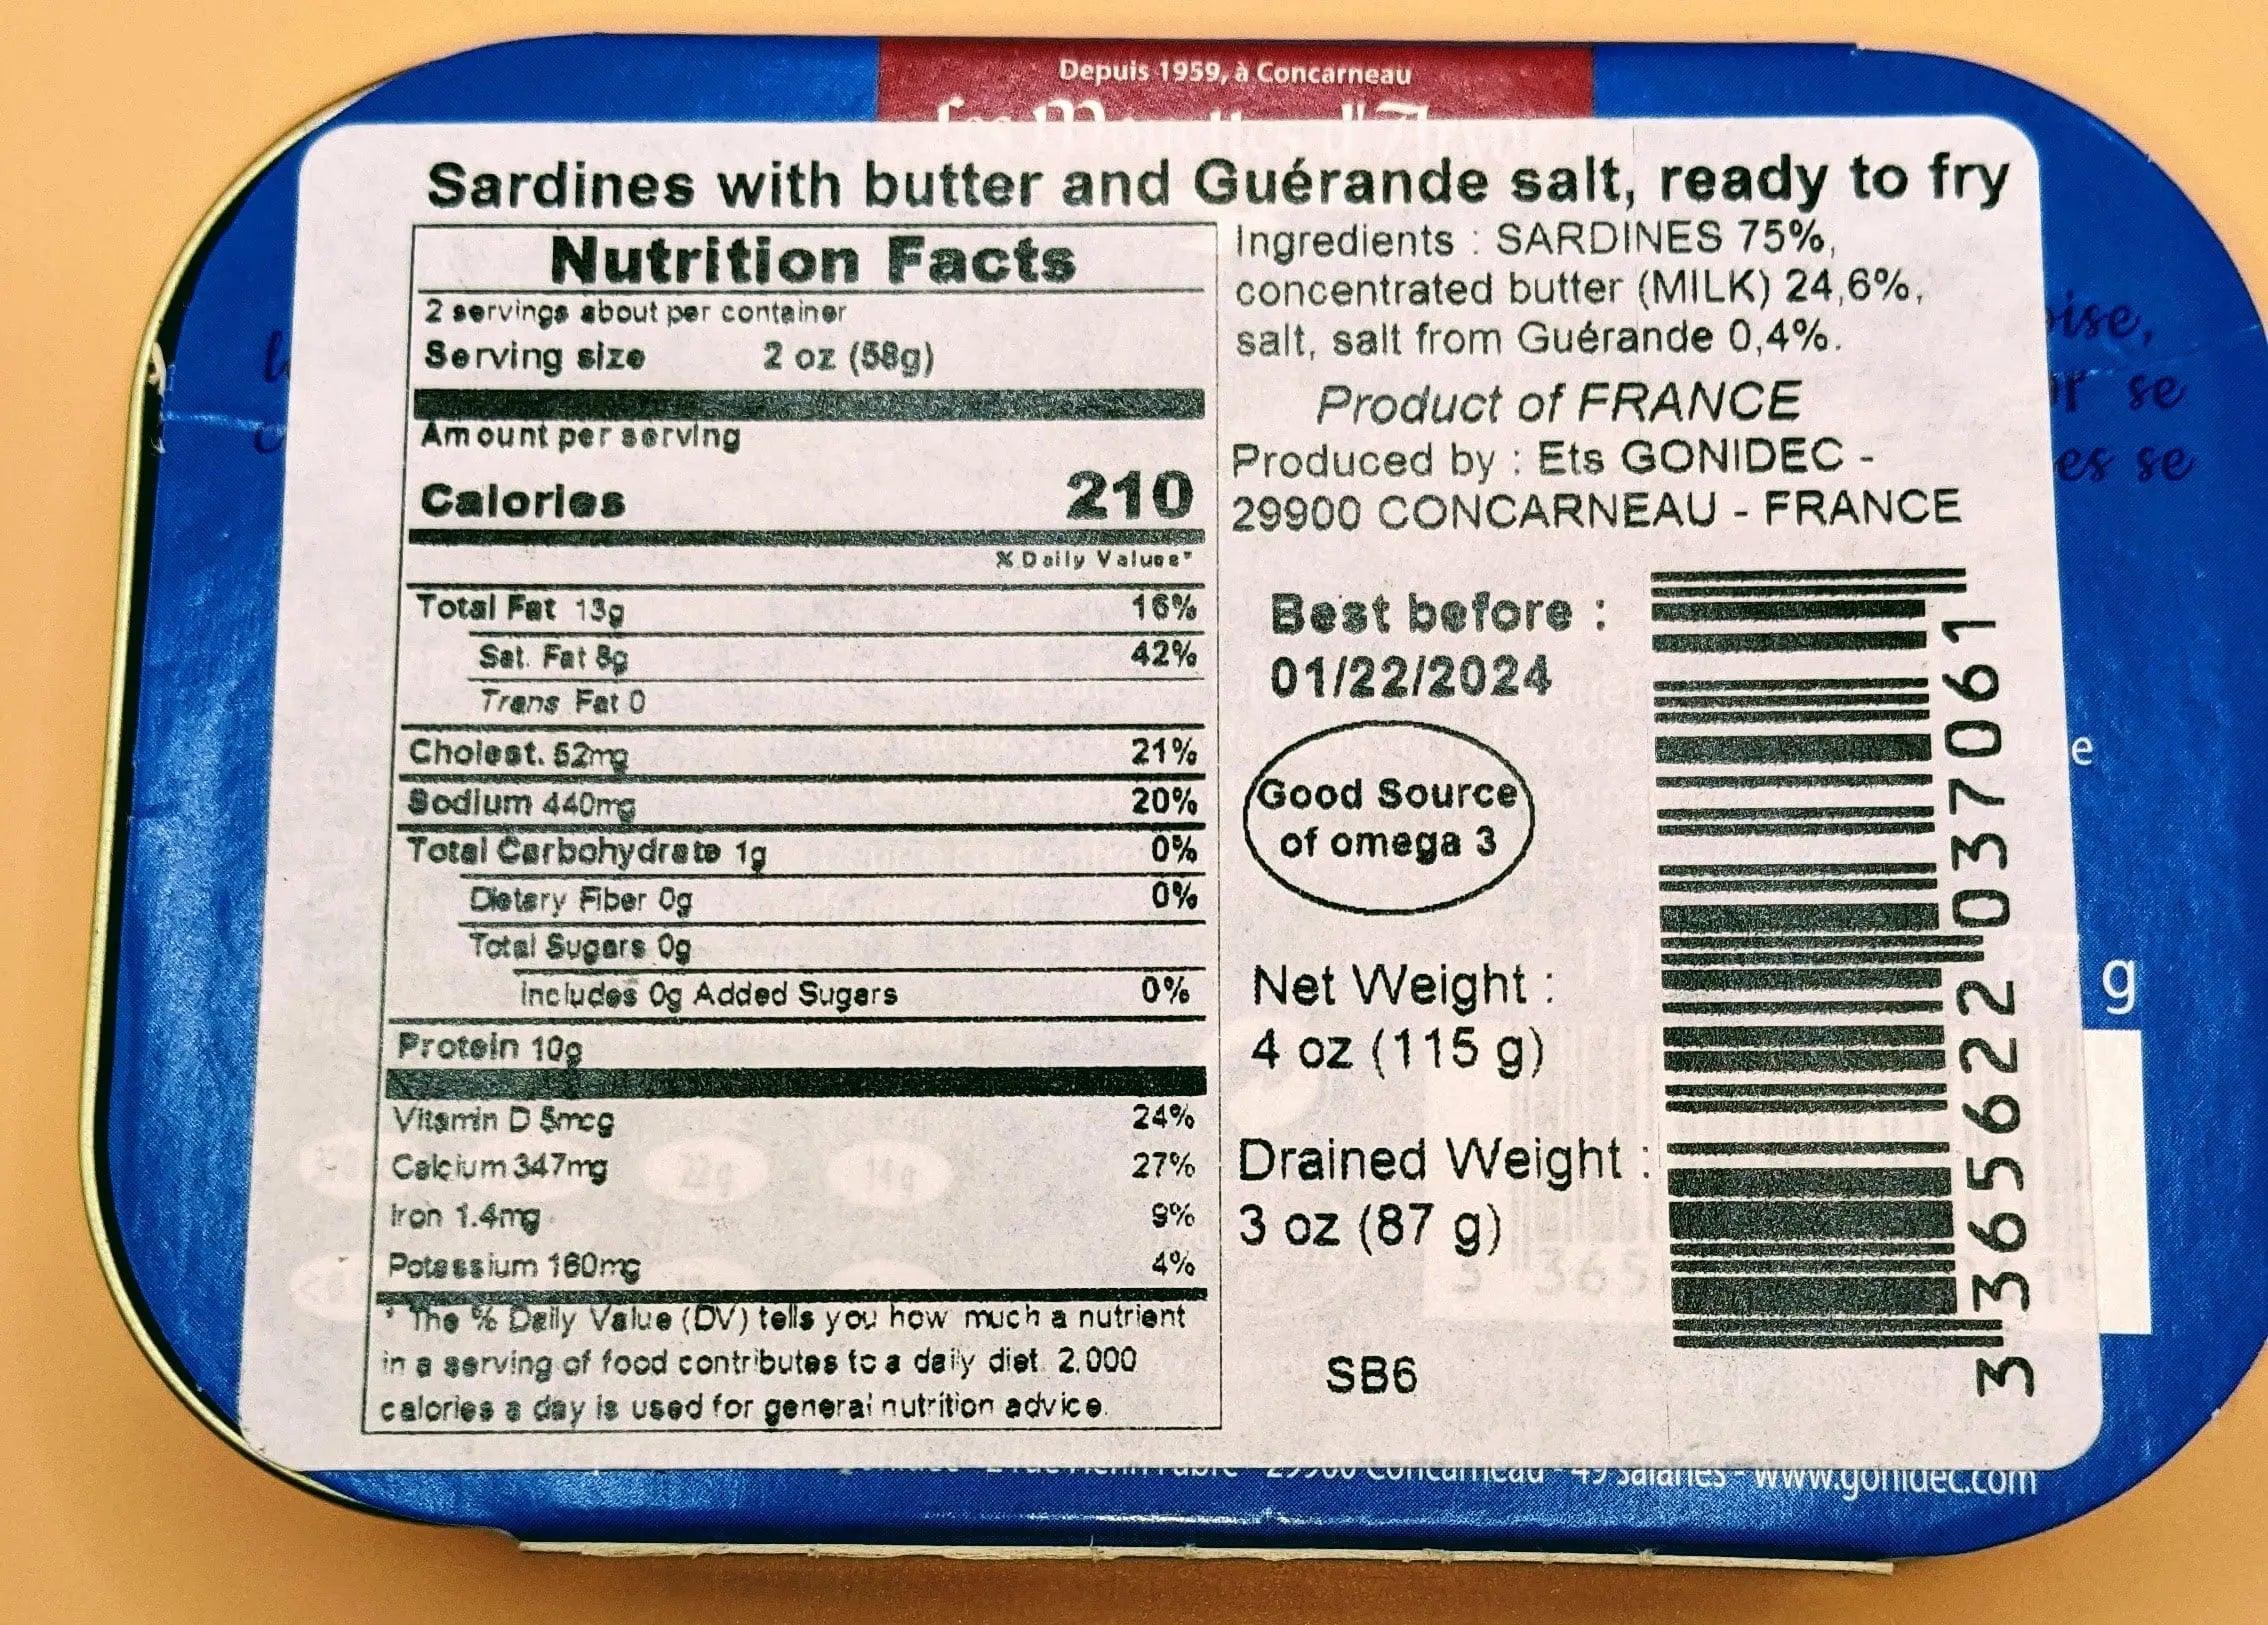 Depuis 1959, à Concarneau
Sardines with butter and Guérande salt, ready to fry
Nutrition Facts
2 servings about per container
Serving size 2 oz (58g)
Amount per serving
Calories 210
% Daily Values*
Total Fat 13g 16%
Sat. Fat 8g 42%
Trans Fat 0
Cholest. 52mg 21%
Sodium 440mg 20%
Total Carbohydrate 1g 0%
Dietary Fiber 0g 0%
Total Sugars 0g
includes 0g Added Sugars 0%
Protein 10g
Vitamin D 5mcg 24%
Calcium 347mg 27%
Iron 1.4mg 9%
Potassium 160mg 4%
* The % Daily Value (DV) tells you how much a nutrient
in a serving of food contributes to a daily diet. 2,000
calories a day is used for general nutrition advice.
Ingredients : SARDINES 75%,
concentrated butter (MILK) 24,6%,
salt, salt from Guérande 0,4%.
Product of FRANCE
Produced by : Ets GONIDEC -
29900 CONCARNEAU - FRANCE
Best before :
01/22/2024
Good Source
of omega 3
Net Weight :
4 oz (115 g)
Drained Weight :
3 oz (87 g)
SB6
3365622037061
se
se
e
g
49 salariés - www.gonidec.com